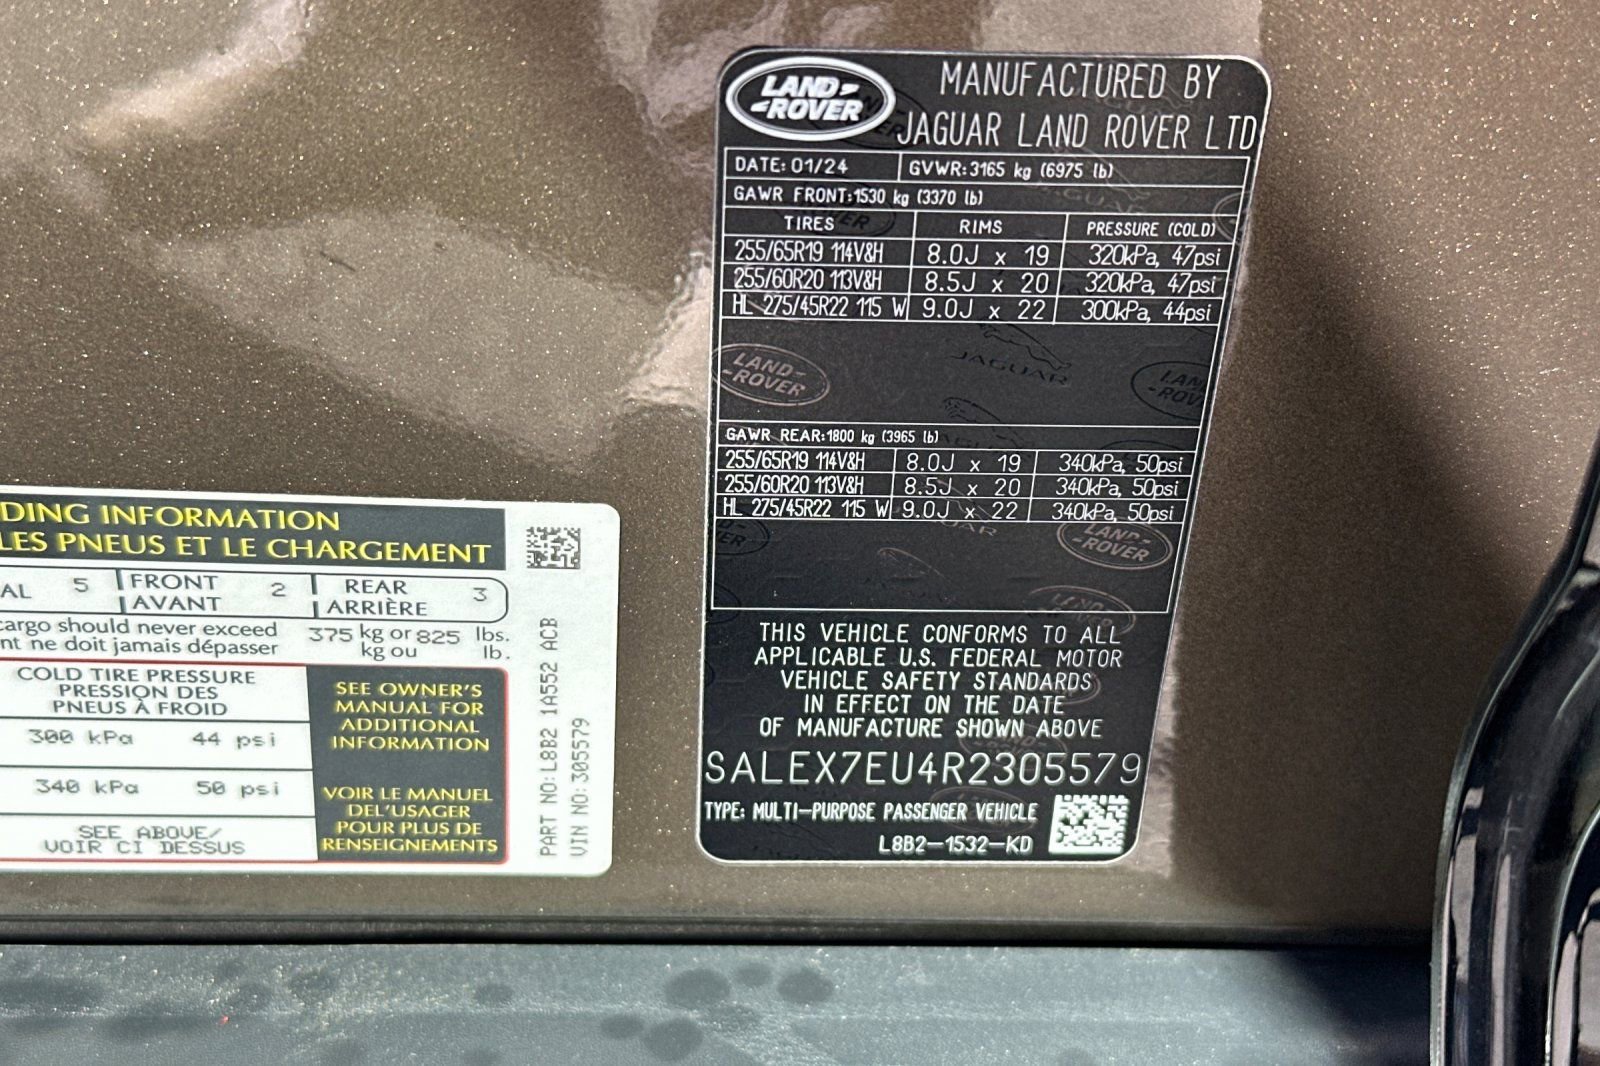 DING INFORMATION
LES PNEUS ET LE CHARGEMENT
AL 5 FRONT 2 REAR 3
AVANT ARRIÈRE
cargo should never exceed 375 kg or 825 lbs.
nt ne doit jamais dépasser kg ou lb.
COLD TIRE PRESSURE
PRESSION DES
PNEUS À FROID
300 kPa 44 psi
340 kPa 50 psi
SEE ABOVE/
VOIR CI DESSUS
SEE OWNER'S
MANUAL FOR
ADDITIONAL
INFORMATION
VOIR LE MANUEL
DEL'USAGER
POUR PLUS DE
RENSEIGNEMENTS
PART NO: L8B2 1A552 ACB
VIN NO: 305579
LAND ROVER
MANUFACTURED BY
JAGUAR LAND ROVER LTD
DATE: 01/24 GVWR: 3165 kg (6975 lb)
GAWR FRONT: 1530 kg (3370 lb)
TIRES RIMS PRESSURE (COLD)
255/65R19 114V&H 8.0J x 19 320kPa, 47psi
255/60R20 113V&H 8.5J x 20 320kPa, 47psi
HL 275/45R22 115 W 9.0J x 22 300kPa, 44psi
LAND ROVER
JAGUAR
GAWR REAR: 1800 kg (3965 lb)
255/65R19 114V&H 8.0J x 19 340kPa, 50psi
255/60R20 113V&H 8.5J x 20 340kPa, 50psi
HL 275/45R22 115 W 9.0J x 22 340kPa, 50psi
LAND ROVER
THIS VEHICLE CONFORMS TO ALL
APPLICABLE U.S. FEDERAL MOTOR
VEHICLE SAFETY STANDARDS
IN EFFECT ON THE DATE
OF MANUFACTURE SHOWN ABOVE
SALEX7EU4R2305579
TYPE: MULTI-PURPOSE PASSENGER VEHICLE
L8B2-1532-KD